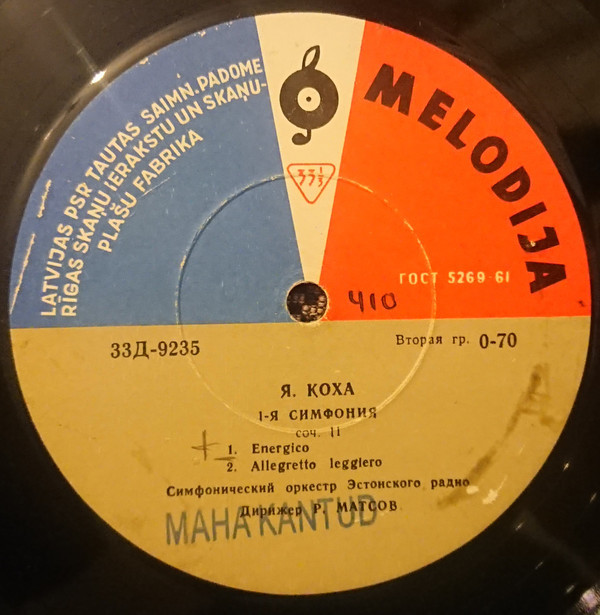 LATVIJAS PSR TAUTAS SAIMN. PADOME
RĪGAS SKAŅU IERAKSTU UN SKAŅU-
PLAŠU FABRIKA
33⅓
MELODIJA
ГОСТ 5269 61
410
33Д-9235
Вторая гр. 0-70
Я. КОХА
1-Я СИМФОНИЯ
соч. 11
1. Energico
2. Allegretto leggiero
Симфонический оркестр Эстонского радио
Дирижер Р. МАТСОВ
MAHA KANTUD